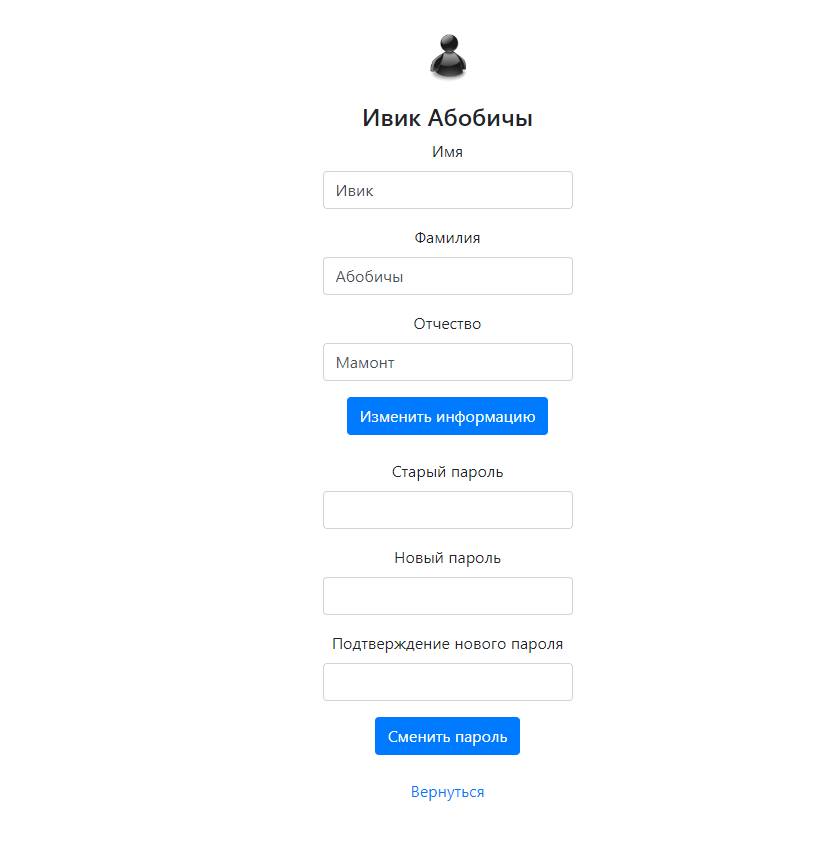 Ивик Абобичы
Имя
Ивик
Фамилия
Абобичы
Отчество
Мамонт
Изменить информацию
Старый пароль
Новый пароль
Подтверждение нового пароля
Сменить пароль
Вернуться